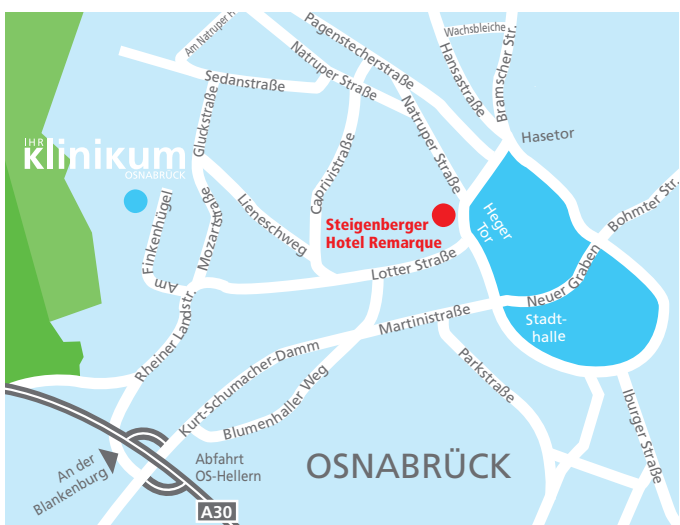 Am Natruper H
Pagenstecherstraße
Wachsbleiche
Hansastraße
Bramscher Str.
Natruper Straße
Sedanstraße
Gluckstraße
Natruper Straße
Hasetor
IHR
Klinikum
OSNABRÜCK
Caprivistraße
Lieneschweg
Mozartstraße
Am Finkenhügel
Steigenberger
Hotel Remarque
Heger
Tor
Bohmter Str.
Lotter Straße
Neuer Graben
Stadt-
halle
Martinistraße
Rheiner Landstr.
Kurt-Schumacher-Damm
Blumenhaller Weg
Parkstraße
Iburger Straße
An der
Blankenburg
Abfahrt
OS-Hellern
OSNABRÜCK
A30